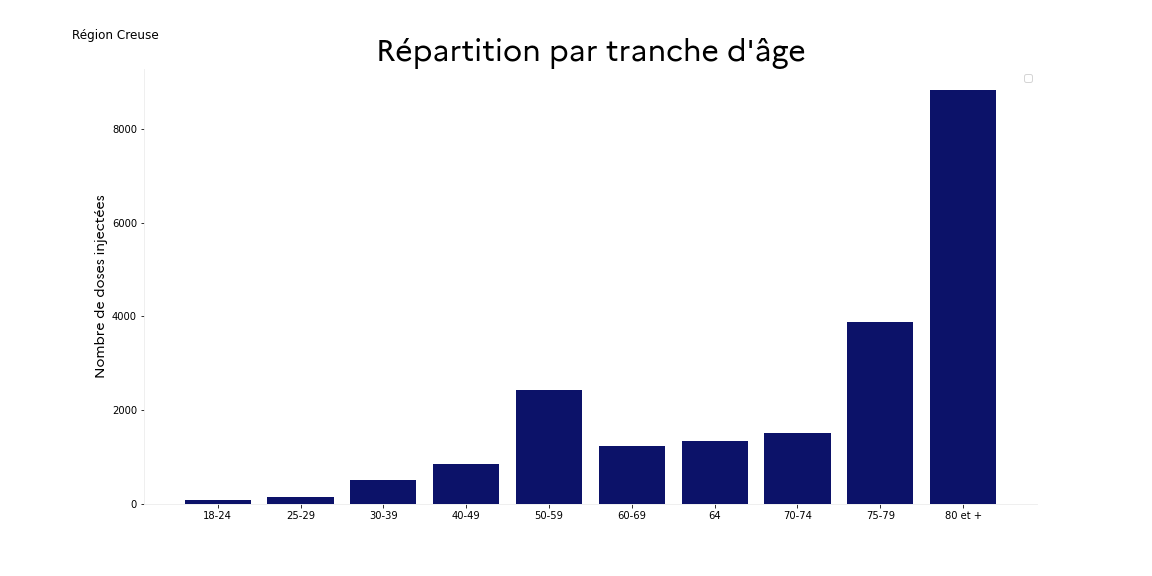 Région Creuse
Répartition par tranche d'âge
Nombre de doses injectées
8000
6000
4000
2000
0
18-24 25-29 30-39 40-49 50-59 60-69 64 70-74 75-79 80 et +